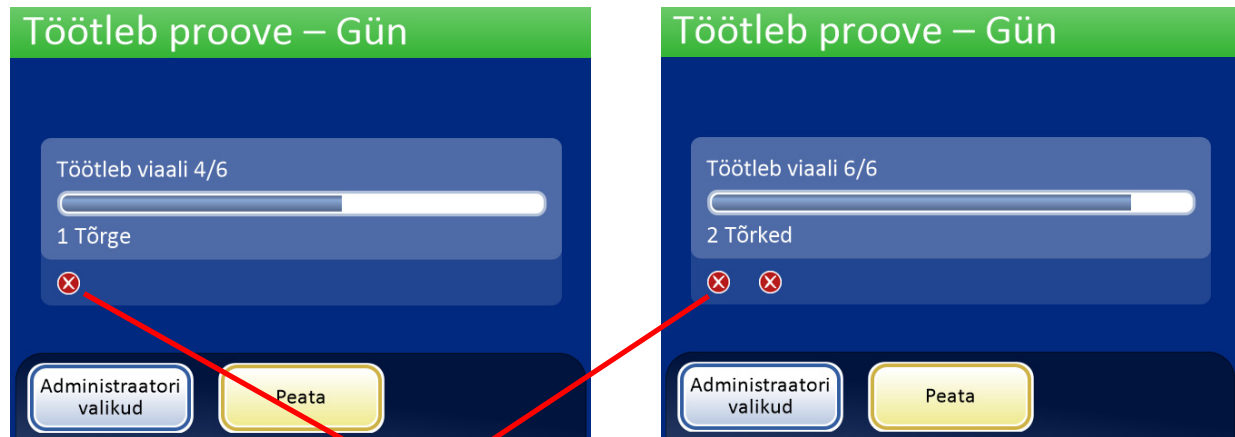 Töötleb proove – Gün
Töötleb viaali 4/6
1 Tõrge
Administraatori
valikud
Peata
Töötleb proove – Gün
Töötleb viaali 6/6
2 Tõrked
Administraatori
valikud
Peata